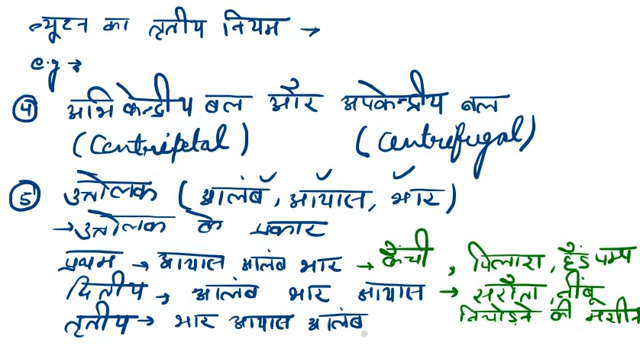 न्यूटन का तृतीय नियम →
e.g →
④ अभिकेन्द्रीय बल और अपकेन्द्रीय बल
(Centripetal) (Centrefugal)
⑤ उत्तोलक (आलंब, आयास, भार)
→ उत्तोलक के प्रकार
प्रथम → आयास आलंब भार → कैंची, पिलास, हैंड पम्प
द्वितीय → आलंब भार आयास → सरौता, नींबू
निचोड़ने की मशीन
तृतीय → भार आयास आलंब